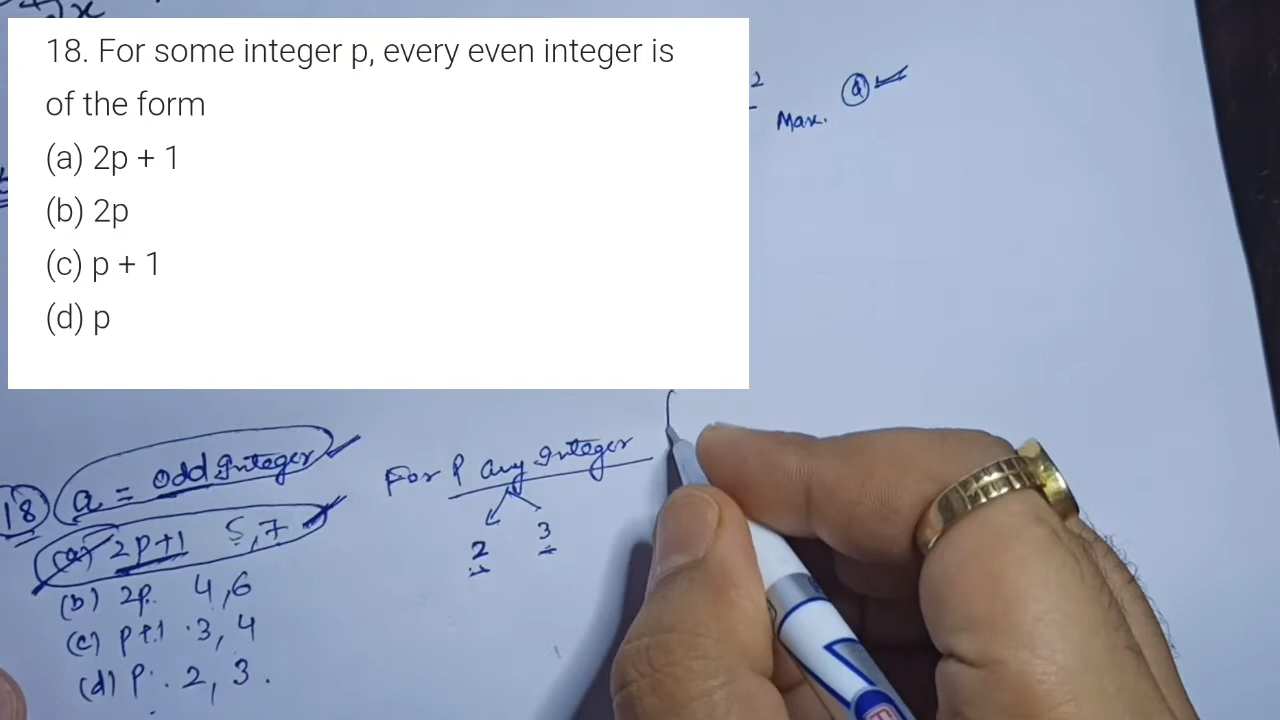 18. For some integer p, every even integer is
of the form
(a) 2p + 1
(b) 2p
(c) p + 1
(d) p
2
Max. (a)
(18) a = odd Integer
(a) 2p+1 5,7
(b) 2p. 4,6
(c) p+1 .3, 4
(d) P. 2, 3.
For P any Integer
2 3